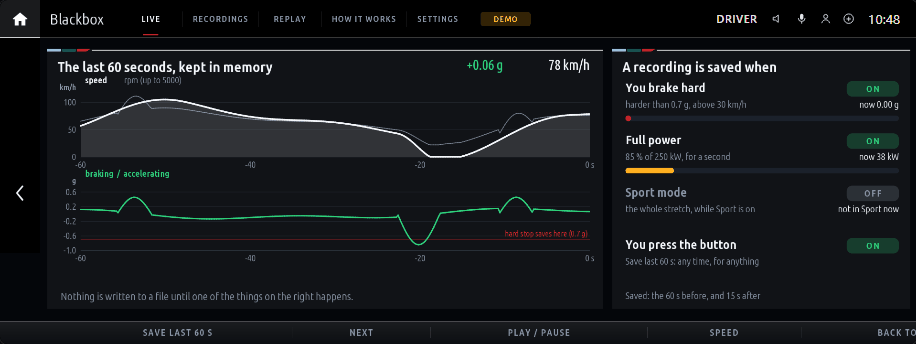 Blackbox
LIVE
RECORDINGS
REPLAY
HOW IT WORKS
SETTINGS
DEMO
DRIVER
10:48
The last 60 seconds, kept in memory
+0.06 g
78 km/h
speed
rpm (up to 5000)
km/h
100
50
0
-60
-40
-20
0 s
braking / accelerating
g
0.6
0.2
-0.2
-0.6
-1.0
hard stop saves here (0.7 g)
-60
-40
-20
0 s
Nothing is written to a file until one of the things on the right happens.
A recording is saved when
You brake hard
ON
harder than 0.7 g, above 30 km/h
now 0.00 g
Full power
ON
85 % of 250 kW, for a second
now 38 kW
Sport mode
OFF
the whole stretch, while Sport is on
not in Sport now
You press the button
ON
Save last 60 s: any time, for anything
Saved: the 60 s before, and 15 s after
SAVE LAST 60 S
NEXT
PLAY / PAUSE
SPEED
BACK TO